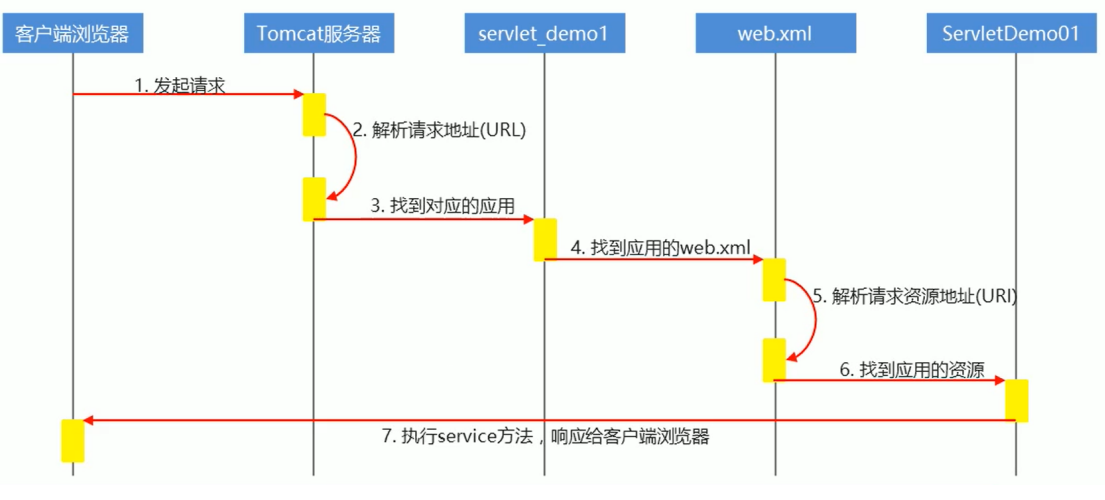 客户端浏览器
Tomcat服务器
servlet_demo1
web.xml
ServletDemo01
1. 发起请求
2. 解析请求地址(URL)
3. 找到对应的应用
4. 找到应用的web.xml
5. 解析请求资源地址(URI)
6. 找到应用的资源
7. 执行service方法，响应给客户端浏览器